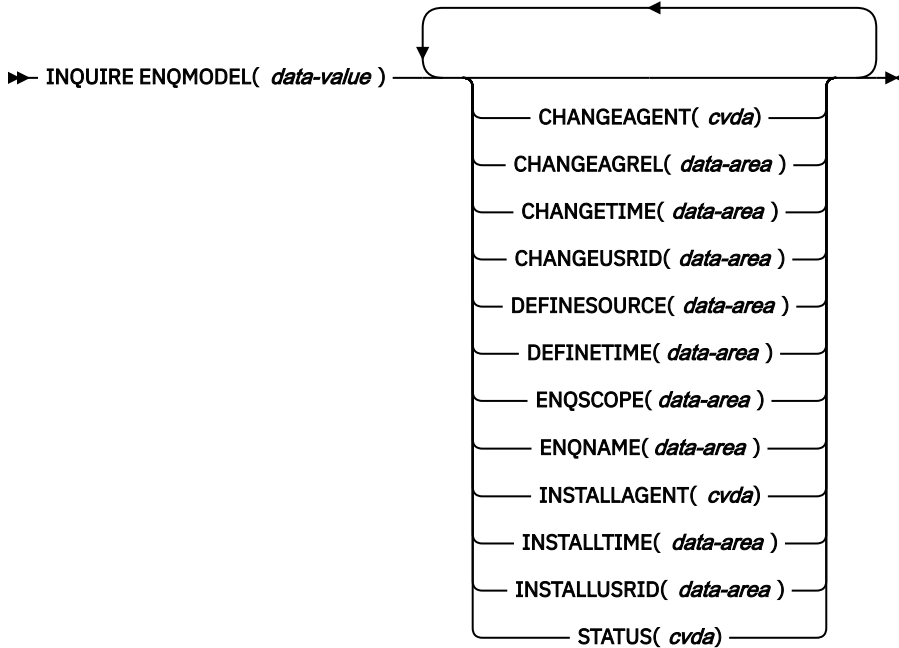 INQUIRE ENQMODEL( data-value )
CHANGEAGENT( cvda)
CHANGEAGREL( data-area )
CHANGETIME( data-area )
CHANGEUSRID( data-area )
DEFINESOURCE( data-area )
DEFINETIME( data-area )
ENQSCOPE( data-area )
ENQNAME( data-area )
INSTALLAGENT( cvda)
INSTALLTIME( data-area )
INSTALLUSRID( data-area )
STATUS( cvda)